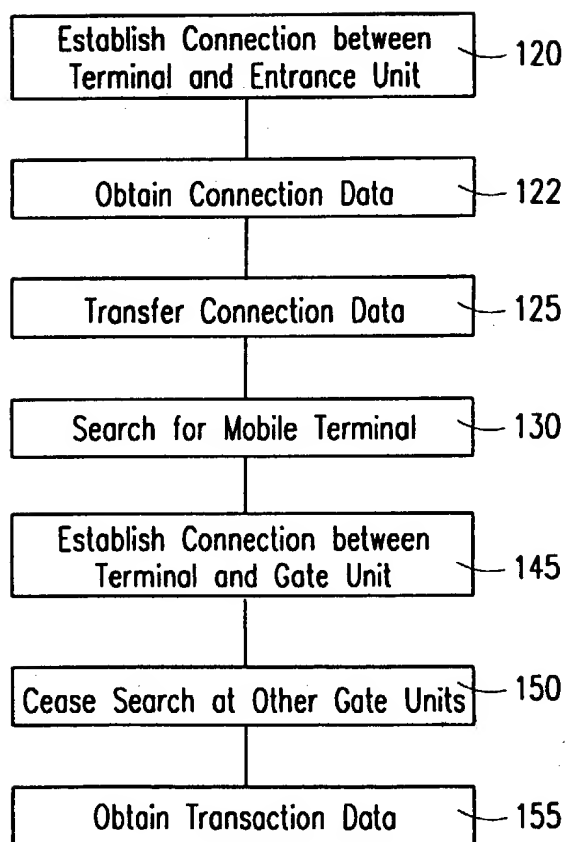 Establish Connection between
Terminal and Entrance Unit
120
Obtain Connection Data
122
Transfer Connection Data
125
Search for Mobile Terminal
130
Establish Connection between
Terminal and Gate Unit
145
Cease Search at Other Gate Units
150
Obtain Transaction Data
155